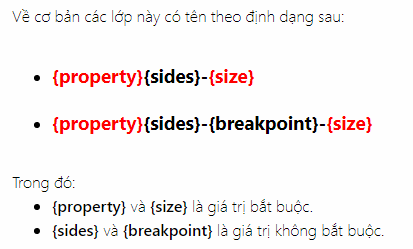 Về cơ bản các lớp này có tên theo định dạng sau:
• {property}{sides}-{size}
• {property}{sides}-{breakpoint}-{size}
Trong đó:
• {property} và {size} là giá trị bắt buộc.
• {sides} và {breakpoint} là giá trị không bắt buộc.